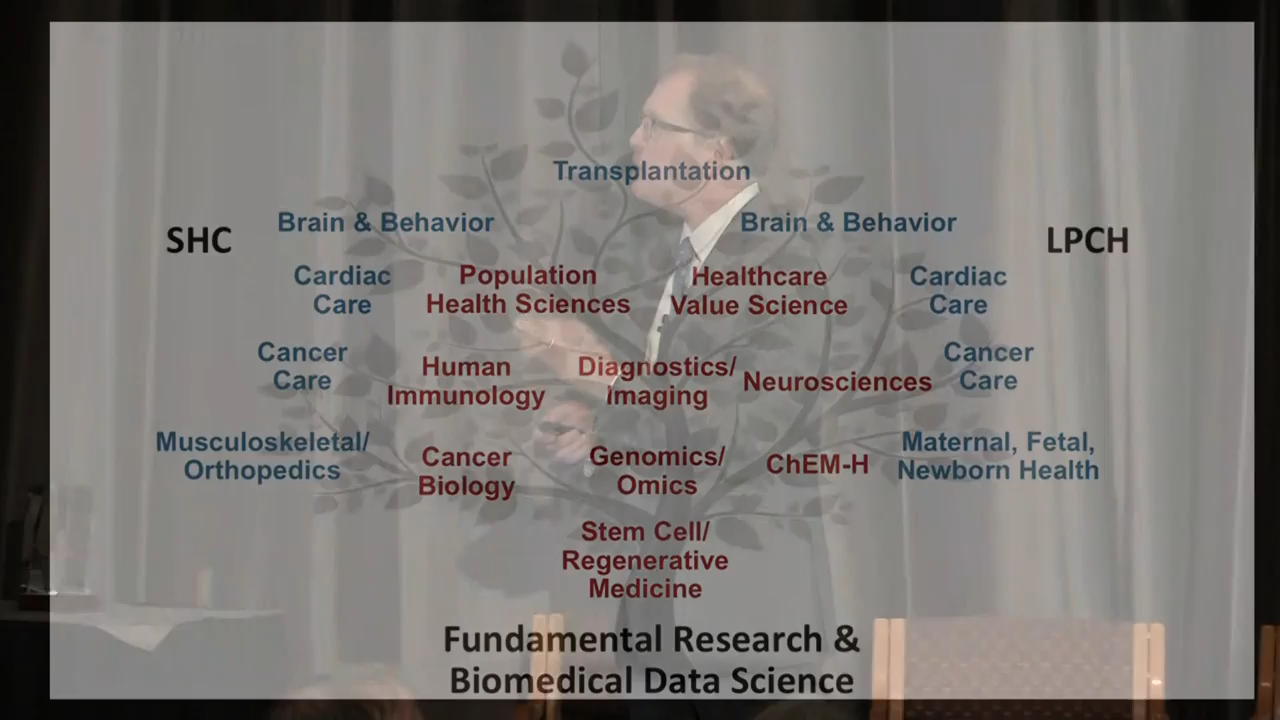 Transplantation
Brain & Behavior
Brain & Behavior
SHC
LPCH
Cardiac
Care
Population
Health Sciences
Healthcare
Value Science
Cardiac
Care
Cancer
Care
Human
Immunology
Diagnostics/
Imaging
Neurosciences
Cancer
Care
Musculoskeletal/
Orthopedics
Cancer
Biology
Genomics/
Omics
ChEM-H
Maternal, Fetal,
Newborn Health
Stem Cell/
Regenerative
Medicine
Fundamental Research &
Biomedical Data Science